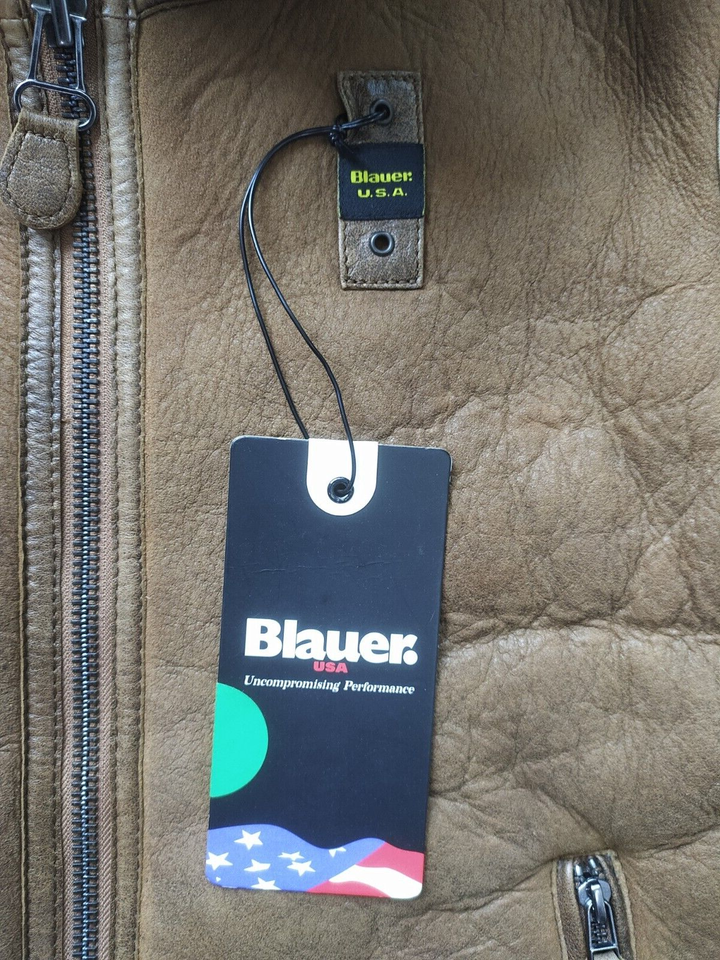 Blauer.
U.S.A.
Blauer.
USA
Uncompromising Performance